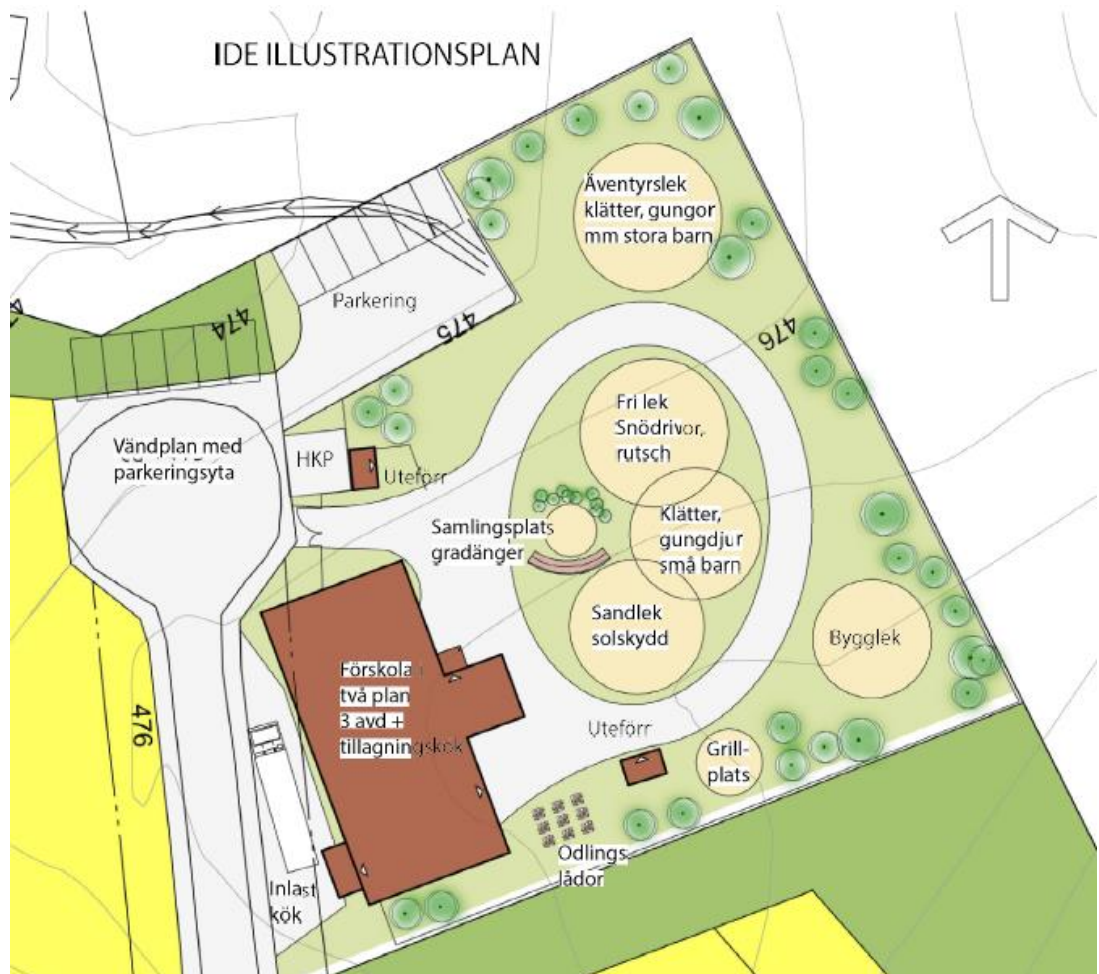 IDE ILLUSTRATIONSPLAN
Äventyrslek
klätter, gungor
mm stora barn
Parkering
474
475
476
Fri lek
Snödrivor,
rutsch
Vändplan med
parkeringsyta
HKP
Uteförr
Samlingsplats
gradänger
Klätter,
gungdjur
små barn
Sandlek
solskydd
Bygglek
Förskola
två plan
3 avd +
tillagningskök
476
Uteförr
Grill-
plats
Odlings
lådor
Inlast
kök